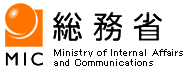 総務省
MIC
Ministry of Internal Affairs
and Communications